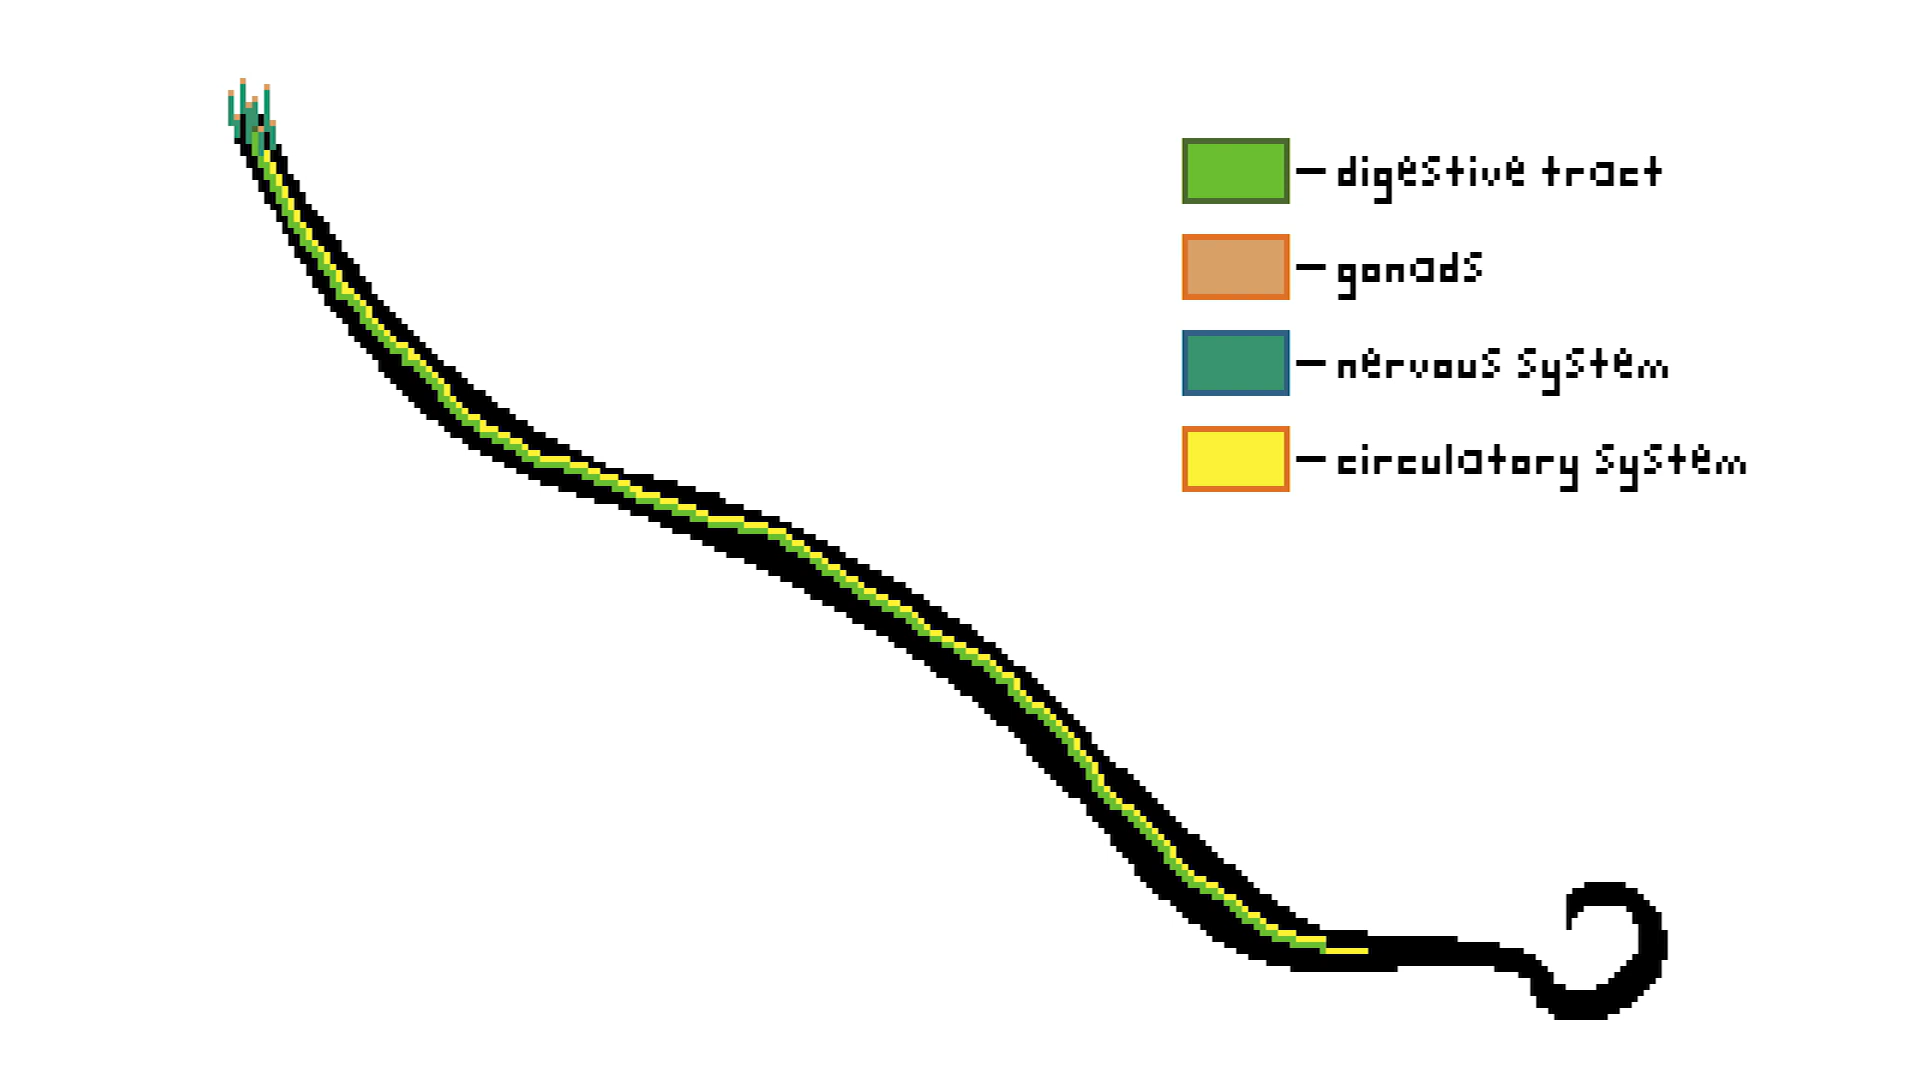 digestive tract
gonads
nervous system
circulatory system